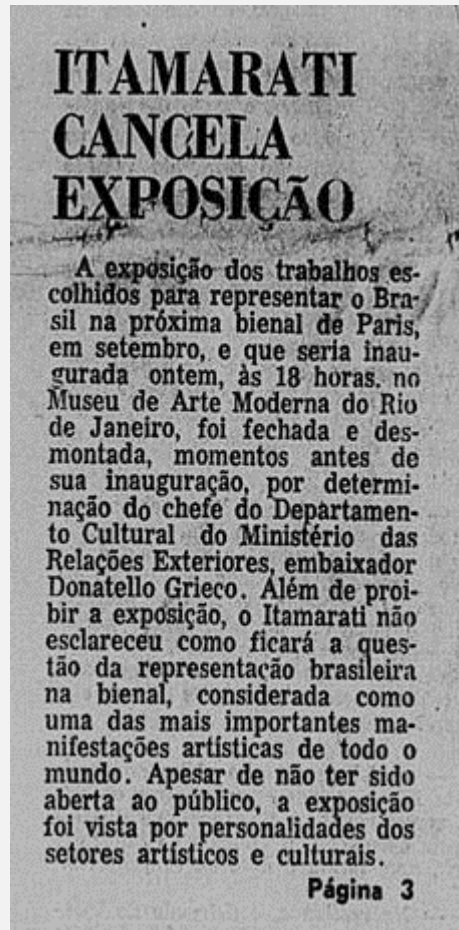 ITAMARATI
CANCELA
EXPOSIÇÃO
A exposição dos trabalhos es-
colhidos para representar o Bra-
sil na próxima bienal de Paris,
em setembro, e que seria inau-
gurada ontem, às 18 horas. no
Museu de Arte Moderna do Rio
de Janeiro, foi fechada e des-
montada, momentos antes de
sua inauguração, por determi-
nação do chefe do Departamen-
to Cultural do Ministério das
Relações Exteriores, embaixador
Donatello Grieco. Além de proi-
bir a exposição, o Itamarati não
esclareceu como ficará a ques-
tão da representação brasileira
na bienal, considerada como
uma das mais importantes ma-
nifestações artísticas de todo o
mundo. Apesar de não ter sido
aberta ao público, a exposição
foi vista por personalidades dos
setores artísticos e culturais.
Página 3